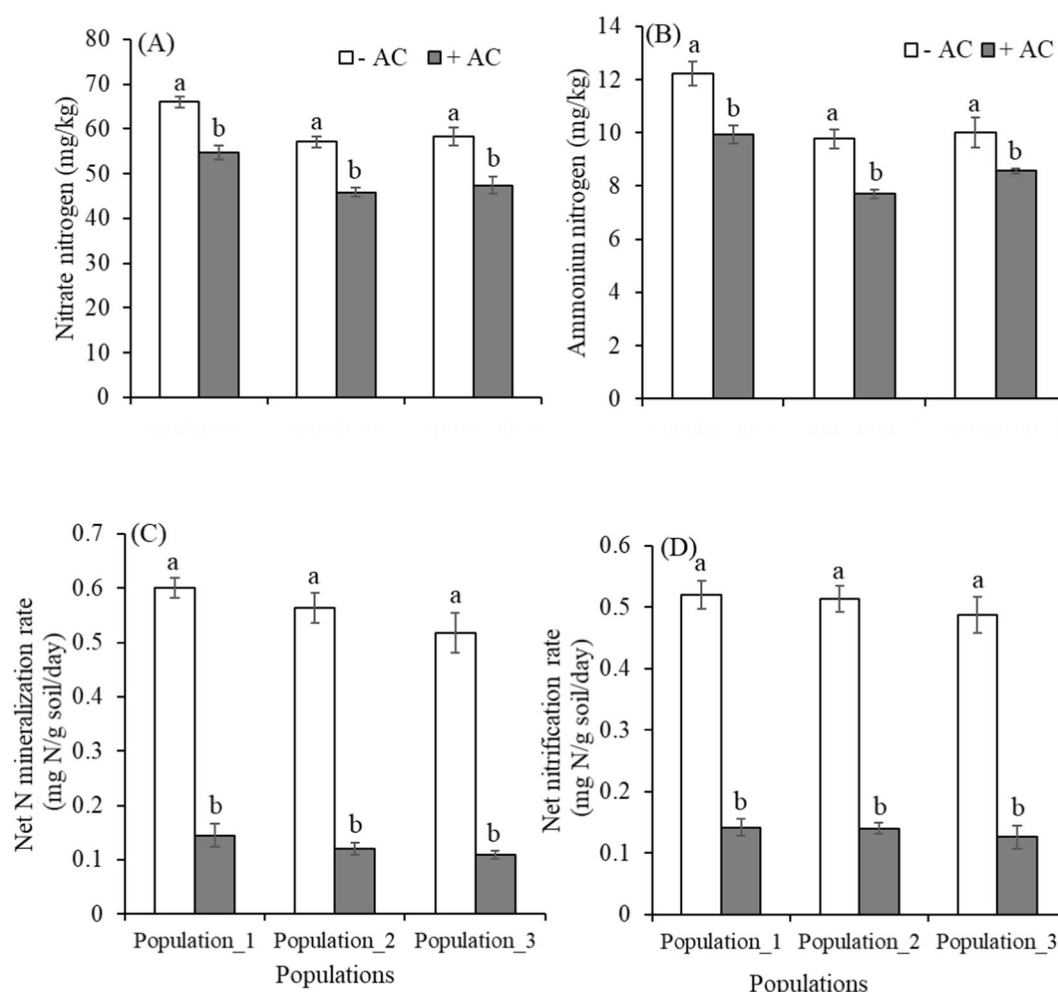 (A)
- AC + AC
Nitrate nitrogen (mg/kg)
80
70
60
50
40
30
20
10
0
a
b
a
b
a
b
(B)
- AC + AC
Ammoniun nitrogen (mg/kg)
14
12
10
8
6
4
2
0
a
b
a
b
a
b
(C)
Net N mineralization rate
(mg N/g soil/day)
0.7
0.6
0.5
0.4
0.3
0.2
0.1
0
a
b
a
b
a
b
Population_1 Population_2 Population_3
Populations
(D)
Net nitrification rate
(mg N/g soil/day)
0.6
0.5
0.4
0.3
0.2
0.1
0
a
b
a
b
a
b
Population_1 Population_2 Population_3
Populations